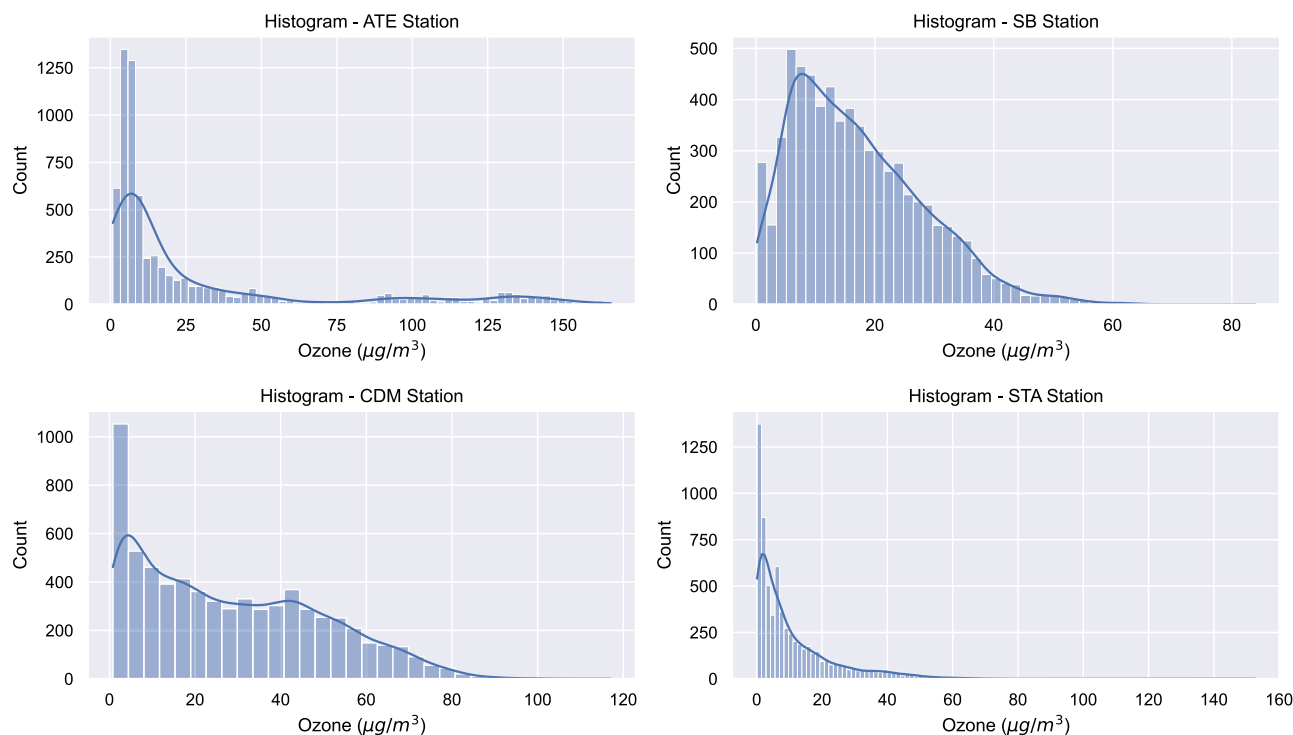 Histogram - ATE Station
Count
1250
1000
750
500
250
0
0 25 50 75 100 125 150
Ozone (μg/m³)
Histogram - SB Station
Count
500
400
300
200
100
0
0 20 40 60 80
Ozone (μg/m³)
Histogram - CDM Station
Count
1000
800
600
400
200
0
0 20 40 60 80 100 120
Ozone (μg/m³)
Histogram - STA Station
Count
1250
1000
750
500
250
0
0 20 40 60 80 100 120 140 160
Ozone (μg/m³)